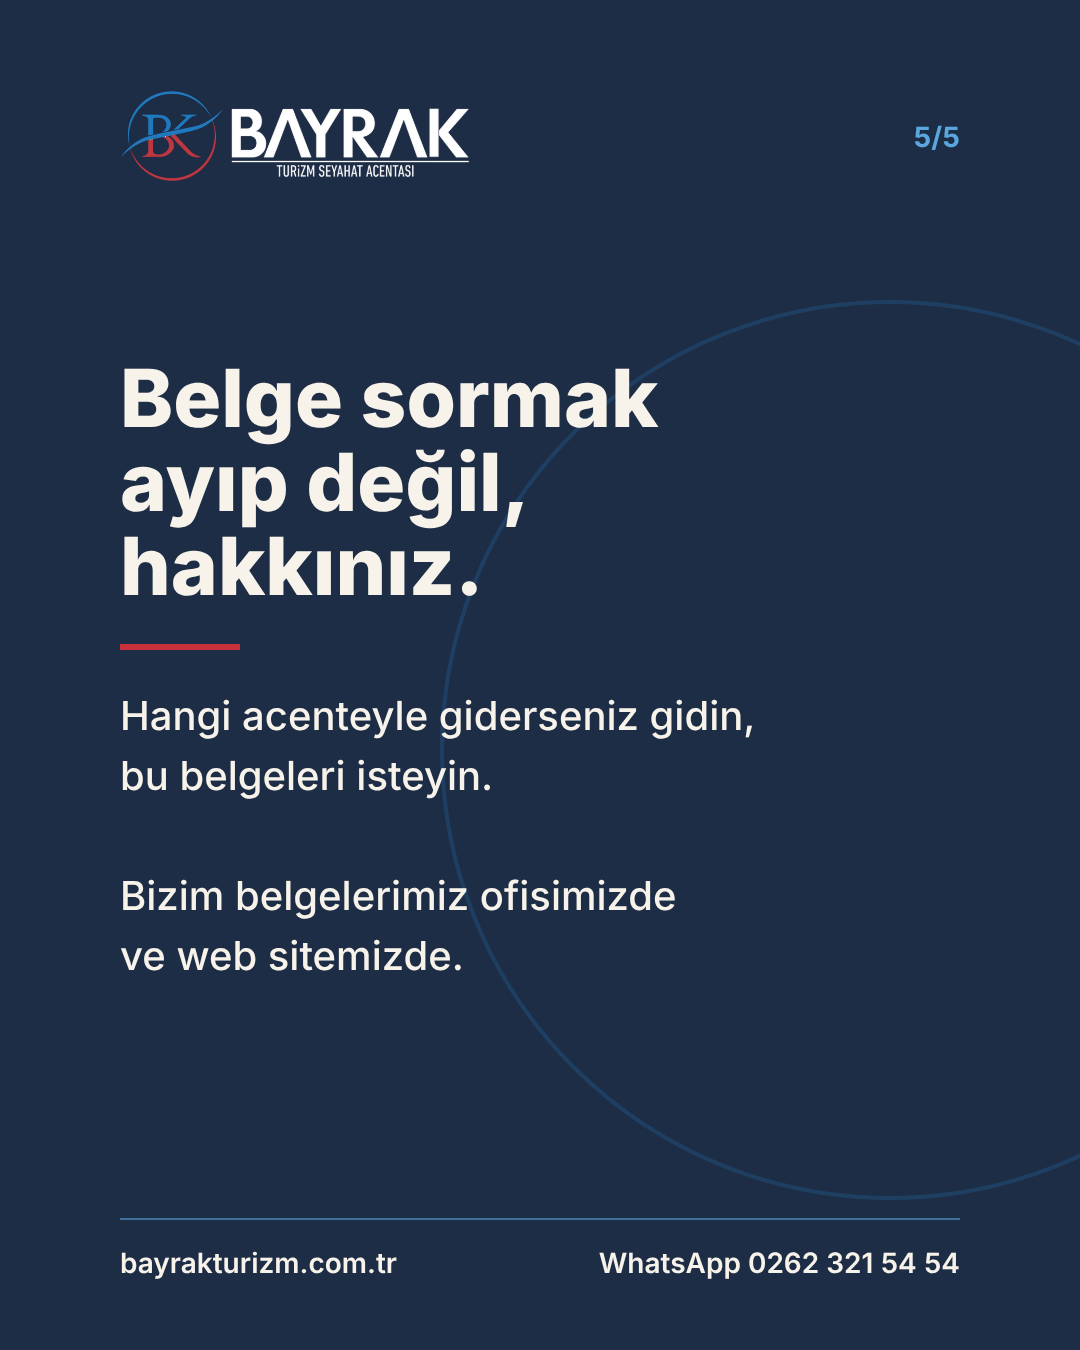 BK BAYRAK
TURİZM SEYAHAT ACENTASI
5/5
Belge sormak
ayıp değil,
hakkınız.
Hangi acenteyle giderseniz gidin,
bu belgeleri isteyin.
Bizim belgelerimiz ofisimizde
ve web sitemizde.
bayrakturizm.com.tr
WhatsApp 0262 321 54 54